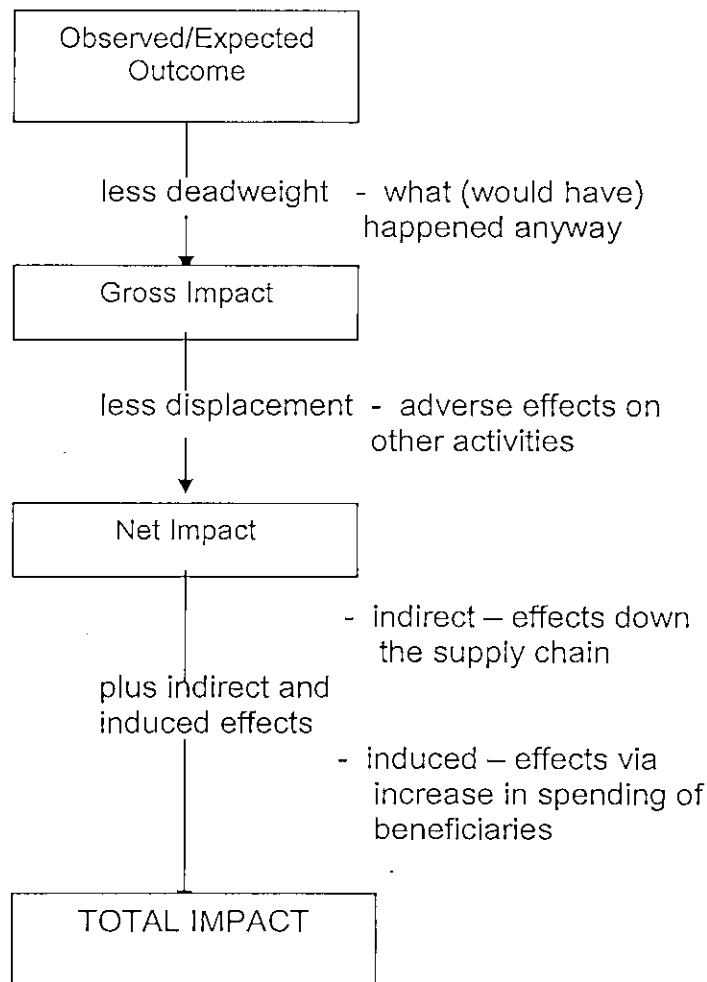 Observed/Expected
Outcome
less deadweight - what (would have)
happened anyway
Gross Impact
less displacement - adverse effects on
other activities
Net Impact
- indirect – effects down
the supply chain
plus indirect and
induced effects
- induced – effects via
increase in spending of
beneficiaries
TOTAL IMPACT